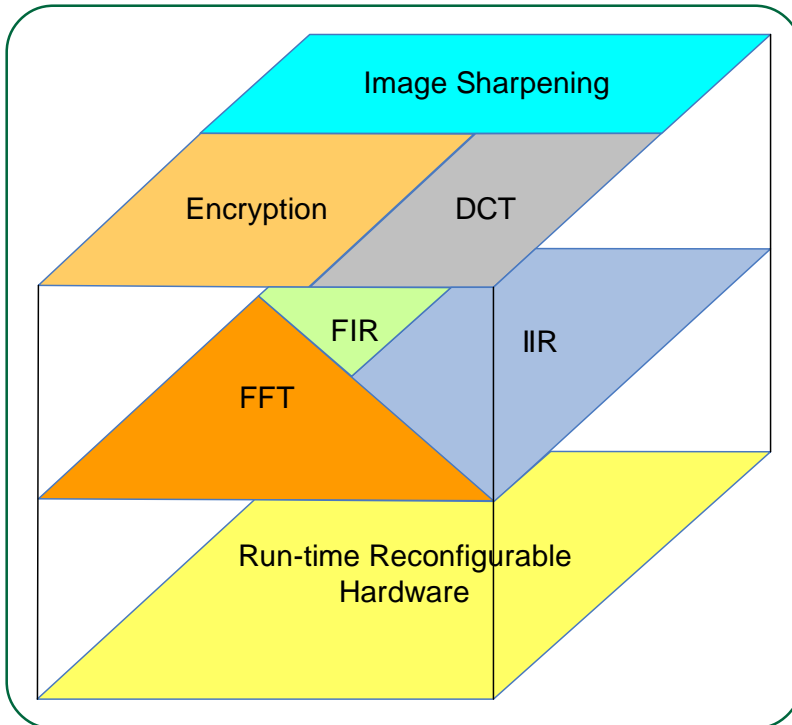 Image Sharpening
Encryption
DCT
FIR
IIR
FFT
Run-time Reconfigurable
Hardware